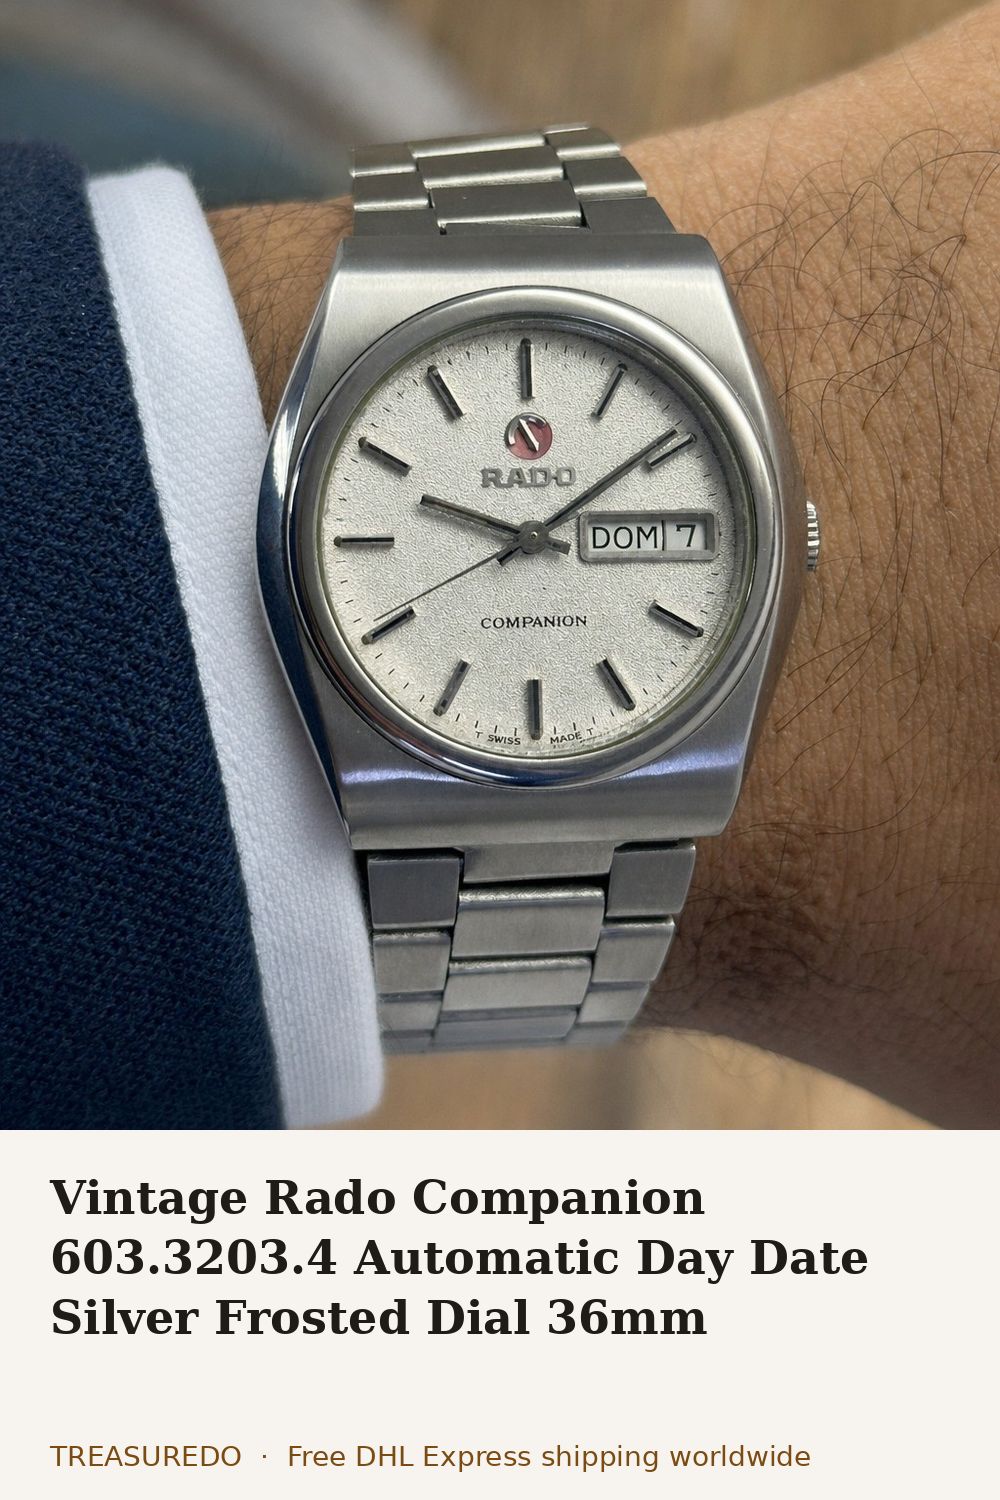 RADO
DOM 7
COMPANION
T SWISS MADE T
Vintage Rado Companion
603.3203.4 Automatic Day Date
Silver Frosted Dial 36mm
TREASUREDO · Free DHL Express shipping worldwide